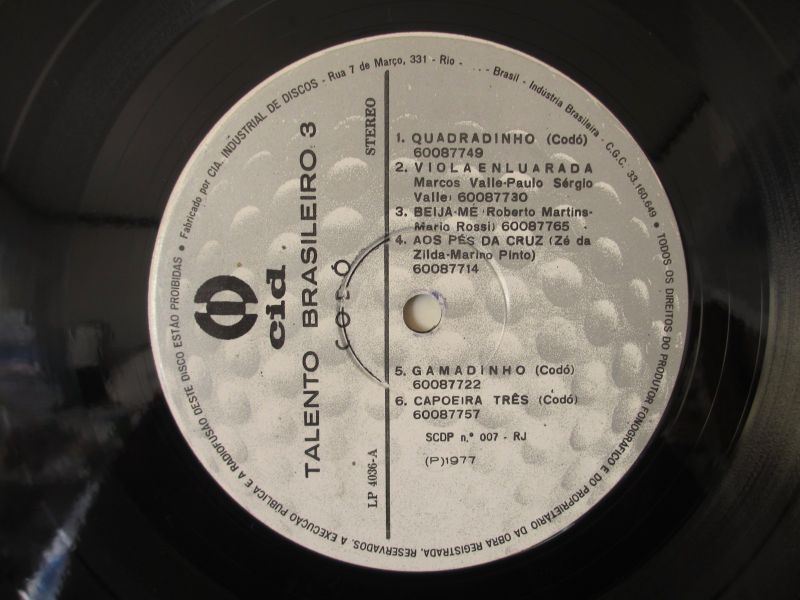 Fabricado por CIA. INDUSTRIAL DE DISCOS - Rua 7 de Março, 331 - Rio - Brasil - Industria Brasileira - C.G.C. 33.160.649 • TODOS OS DIREITOS DO PRODUTOR FONOGRÁFICO E DO PROPRIETÁRIO DA OBRA REGISTRADA, RESERVADOS. A EXECUÇÃO PÚBLICA E A RADIOFUSÃO DESTE DISCO ESTÃO PROIBIDAS •
cid
TALENTO BRASILEIRO 3
CODÓ
STEREO
LP 4036-A
1. QUADRADINHO (Codó)
60087749
2. VIOLA ENLUARADA
Marcos Valle-Paulo Sérgio
Valle) 60087730
3. BEIJA-ME (Roberto Martins-
Mario Rossi) 60087765
4. AOS PÉS DA CRUZ (Zé da
Zilda-Marino Pinto)
60087714
5. GAMADINHO (Codó)
60087722
6. CAPOEIRA TRÊS (Codó)
60087757
SCDP n.º 007 - RJ
(P)1977